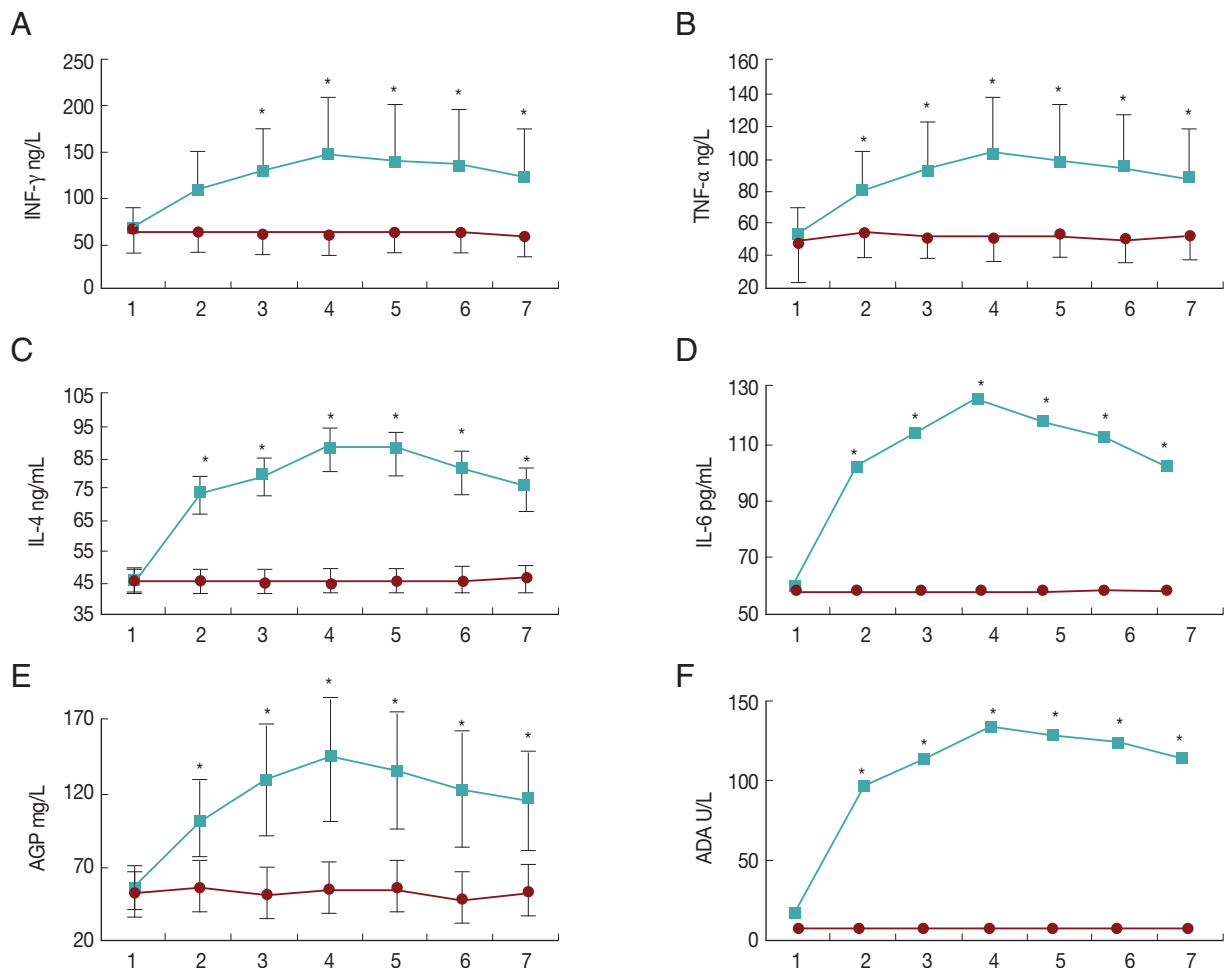 A
INF-γ ng/L
250
200
150
100
50
0
* * * * *
1 2 3 4 5 6 7
B
TNF-α ng/L
160
140
120
100
80
60
40
20
* * * * * *
1 2 3 4 5 6 7
C
IL-4 ng/mL
105
95
85
75
65
55
45
35
* * * * * *
1 2 3 4 5 6 7
D
IL-6 pg/mL
130
110
90
70
50
* * * * * *
1 2 3 4 5 6 7
E
AGP mg/L
170
120
70
20
* * * * * *
1 2 3 4 5 6 7
F
ADA U/L
150
100
50
0
* * * * * *
1 2 3 4 5 6 7